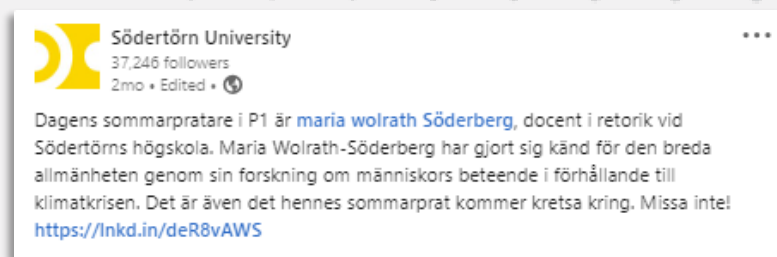 Södertörn University
37,246 followers
2mo • Edited •
Dagens sommarpratare i P1 är maria wolrath Söderberg, docent i retorik vid
Södertörns högskola. Maria Wolrath-Söderberg har gjort sig känd för den breda
allmänheten genom sin forskning om människors beteende i förhållande till
klimatkrisen. Det är även det hennes sommarprat kommer kretsa kring. Missa inte!
https://lnkd.in/deR8vAWS